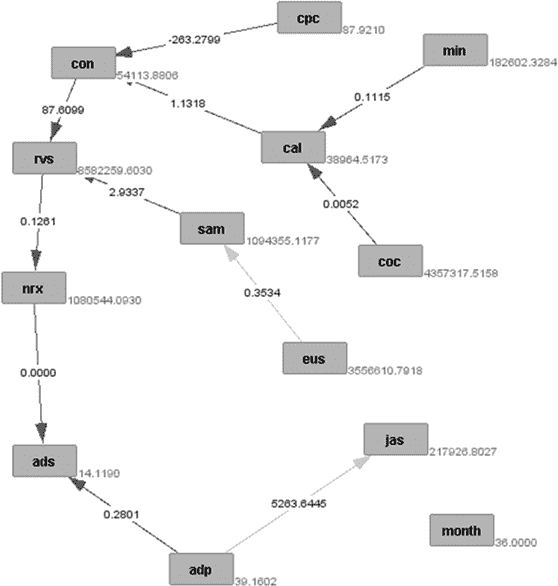 cpc
-263.2799
87.9210
con
54113.8806
min
182602.3284
0.1115
1.1318
87.6099
cal
38964.5173
rvs
8582259.6030
2.9337
0.0052
0.1261
sam
1094355.1177
coc
4357317.5158
nrx
1080544.0930
0.3534
eus
3556610.7918
0.0000
jas
217926.8027
ads
14.1190
5263.6445
0.2801
month
36.0000
adp
39.1602